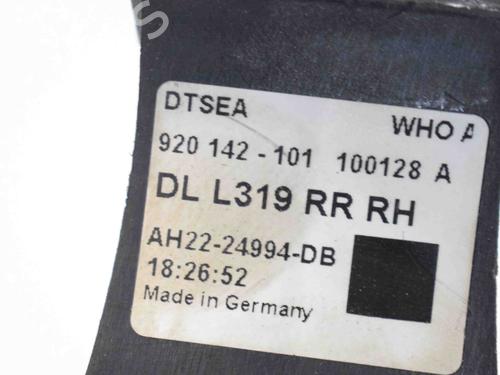 DTSEA WHO A
920 142 - 101 100128 A
DL L319 RR RH
AH22-24994-DB
18:26:52
Made in Germany